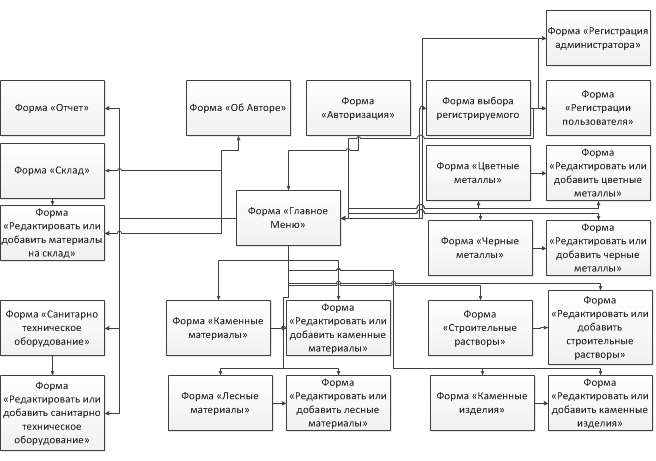 Форма «Регистрация
администратора»
Форма «Отчет»
Форма «Об Авторе»
Форма
«Авторизация»
Форма выбора
регистрируемого
Форма
«Регистрации
пользователя»
Форма «Склад»
Форма «Цветные
металлы»
Форма
«Редактировать или
добавить цветные
металлы»
Форма
«Редактировать или
добавить материалы
на склад»
Форма «Главное
Меню»
Форма «Черные
металлы»
Форма
«Редактировать или
добавить черные
металлы»
Форма «Санитарно
техническое
оборудование»
Форма «Каменные
материалы»
Форма
«Редактировать или
добавить каменные
материалы»
Форма
«Строительные
растворы»
Форма
«Редактировать или
добавить
строительные
растворы»
Форма
«Редактировать или
добавить санитарно
техническое
оборудование»
Форма «Лесные
материалы»
Форма
«Редактировать или
добавить лесные
материалы»
Форма «Каменные
изделия»
Форма
«Редактировать или
добавить каменные
изделия»